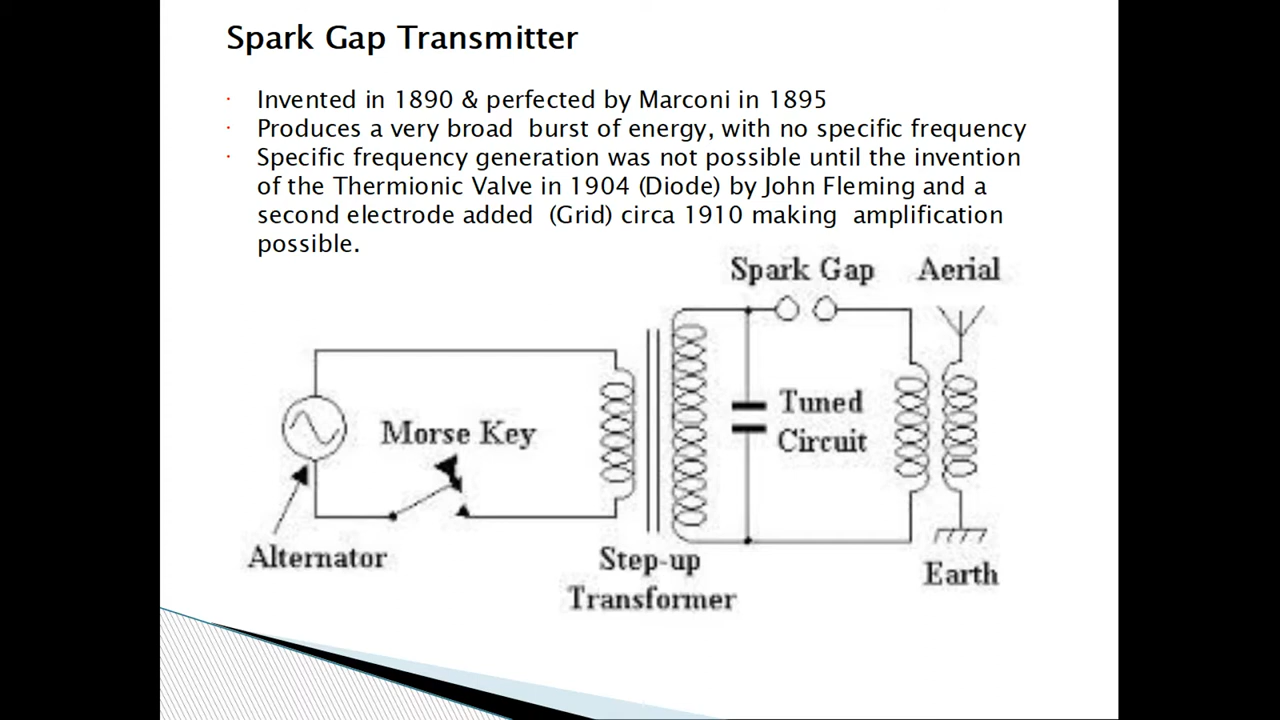 Spark Gap Transmitter
· Invented in 1890 & perfected by Marconi in 1895
· Produces a very broad  burst of energy, with no specific frequency
· Specific frequency generation was not possible until the invention
of the Thermionic Valve in 1904 (Diode) by John Fleming and a
second electrode added  (Grid) circa 1910 making  amplification
possible.
Spark Gap
Aerial
Morse Key
Tuned
Circuit
Alternator
Step-up
Transformer
Earth